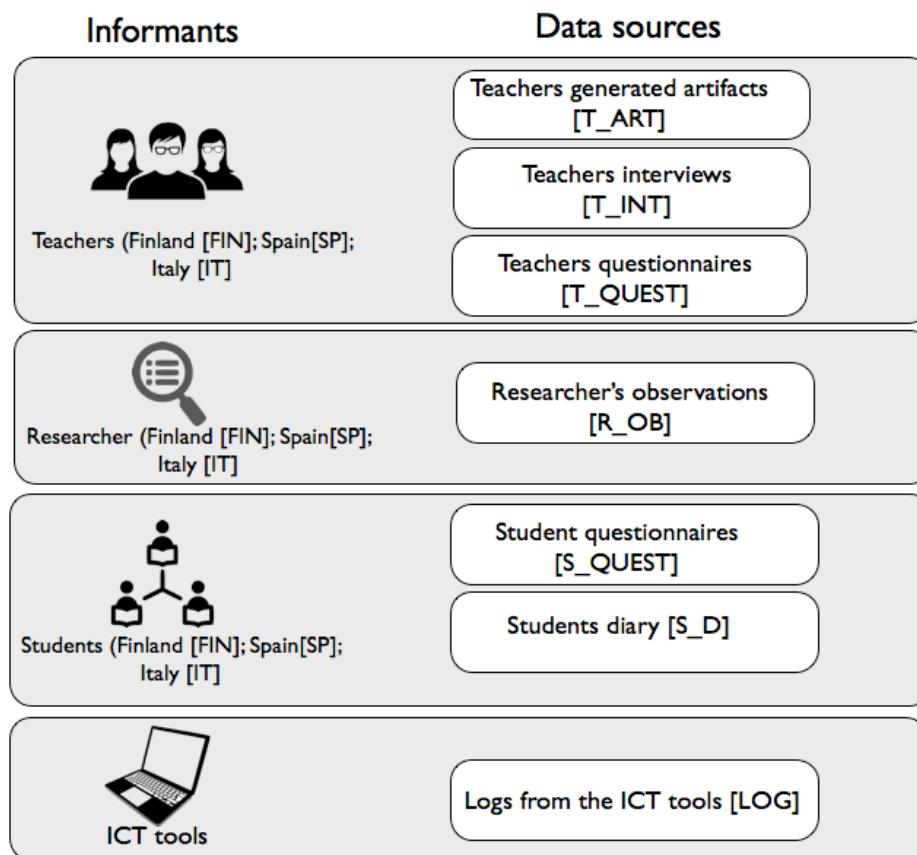 Informants
Data sources
Teachers (Finland [FIN]; Spain[SP];
Italy [IT]
Teachers generated artifacts
[T_ART]
Teachers interviews
[T_INT]
Teachers questionnaires
[T_QUEST]
Researcher (Finland [FIN]; Spain[SP];
Italy [IT]
Researcher's observations
[R_OB]
Students (Finland [FIN]; Spain[SP];
Italy [IT]
Student questionnaires
[S_QUEST]
Students diary [S_D]
ICT tools
Logs from the ICT tools [LOG]